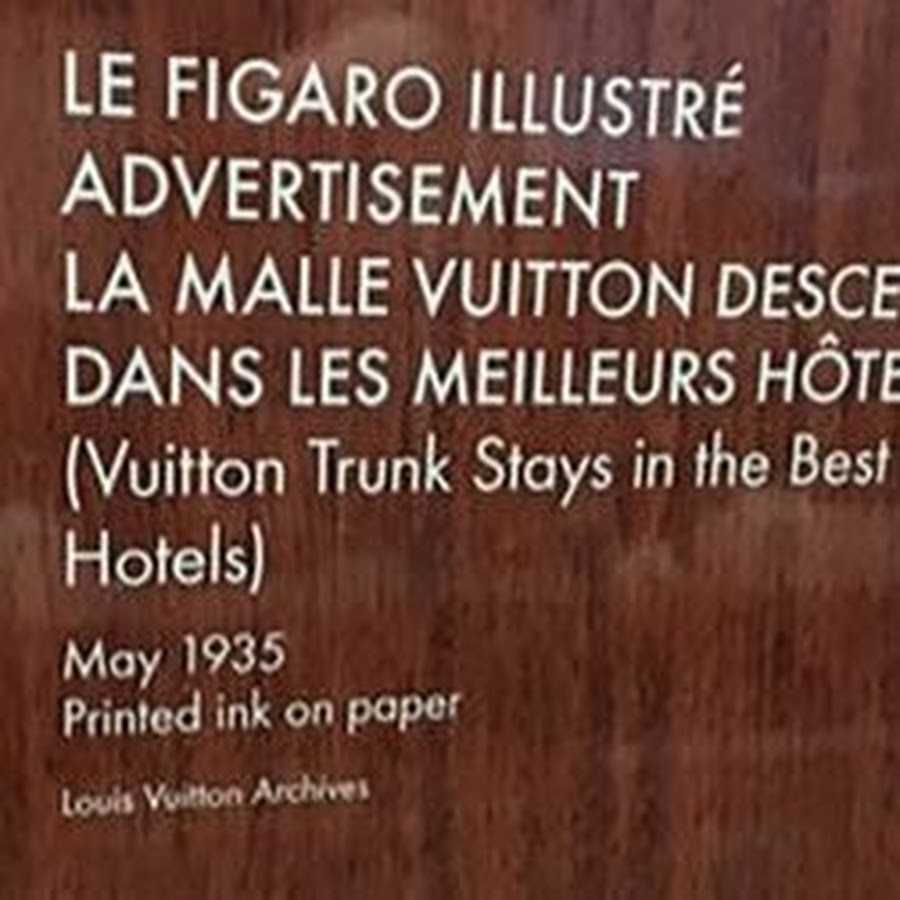 LE FIGARO ILLUSTRÉ
ADVERTISEMENT
LA MALLE VUITTON DESCE
DANS LES MEILLEURS HÔTE
(Vuitton Trunk Stays in the Best
Hotels)
May 1935
Printed ink on paper
Louis Vuitton Archives